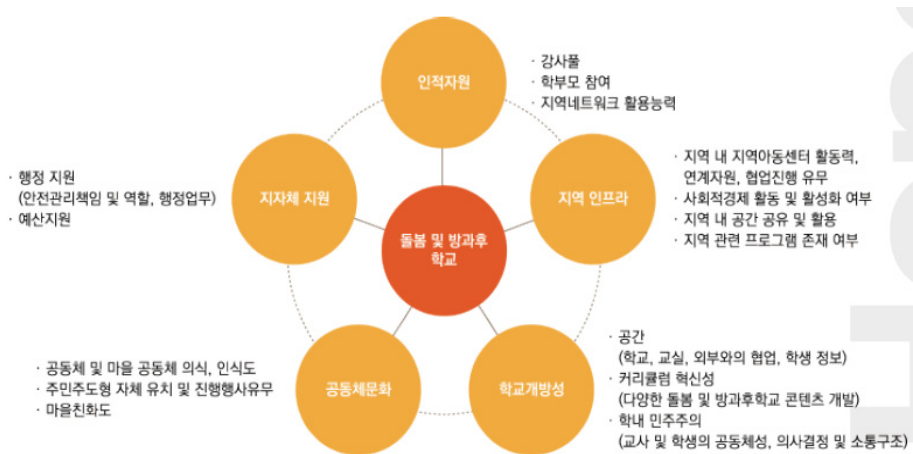 인적자원
· 강사풀
· 학부모 참여
· 지역네트워크 활용능력
지자체 지원
· 행정 지원
(안전관리책임 및 역할, 행정업무)
· 예산지원
지역 인프라
· 지역 내 지역아동센터 활동력,
연계자원, 협업진행 유무
· 사회적경제 활동 및 활성화 여부
· 지역 내 공간 공유 및 활용
· 지역 관련 프로그램 존재 여부
돌봄 및 방과후
학교
공동체문화
· 공동체 및 마을 공동체 의식, 인식도
· 주민주도형 자체 유치 및 진행행사유무
· 마을친화도
학교개방성
· 공간
(학교, 교실, 외부와의 협업, 학생 정보)
· 커리큘럼 혁신성
(다양한 돌봄 및 방과후학교 콘텐츠 개발)
· 학내 민주주의
(교사 및 학생의 공동체성, 의사결정 및 소통구조)